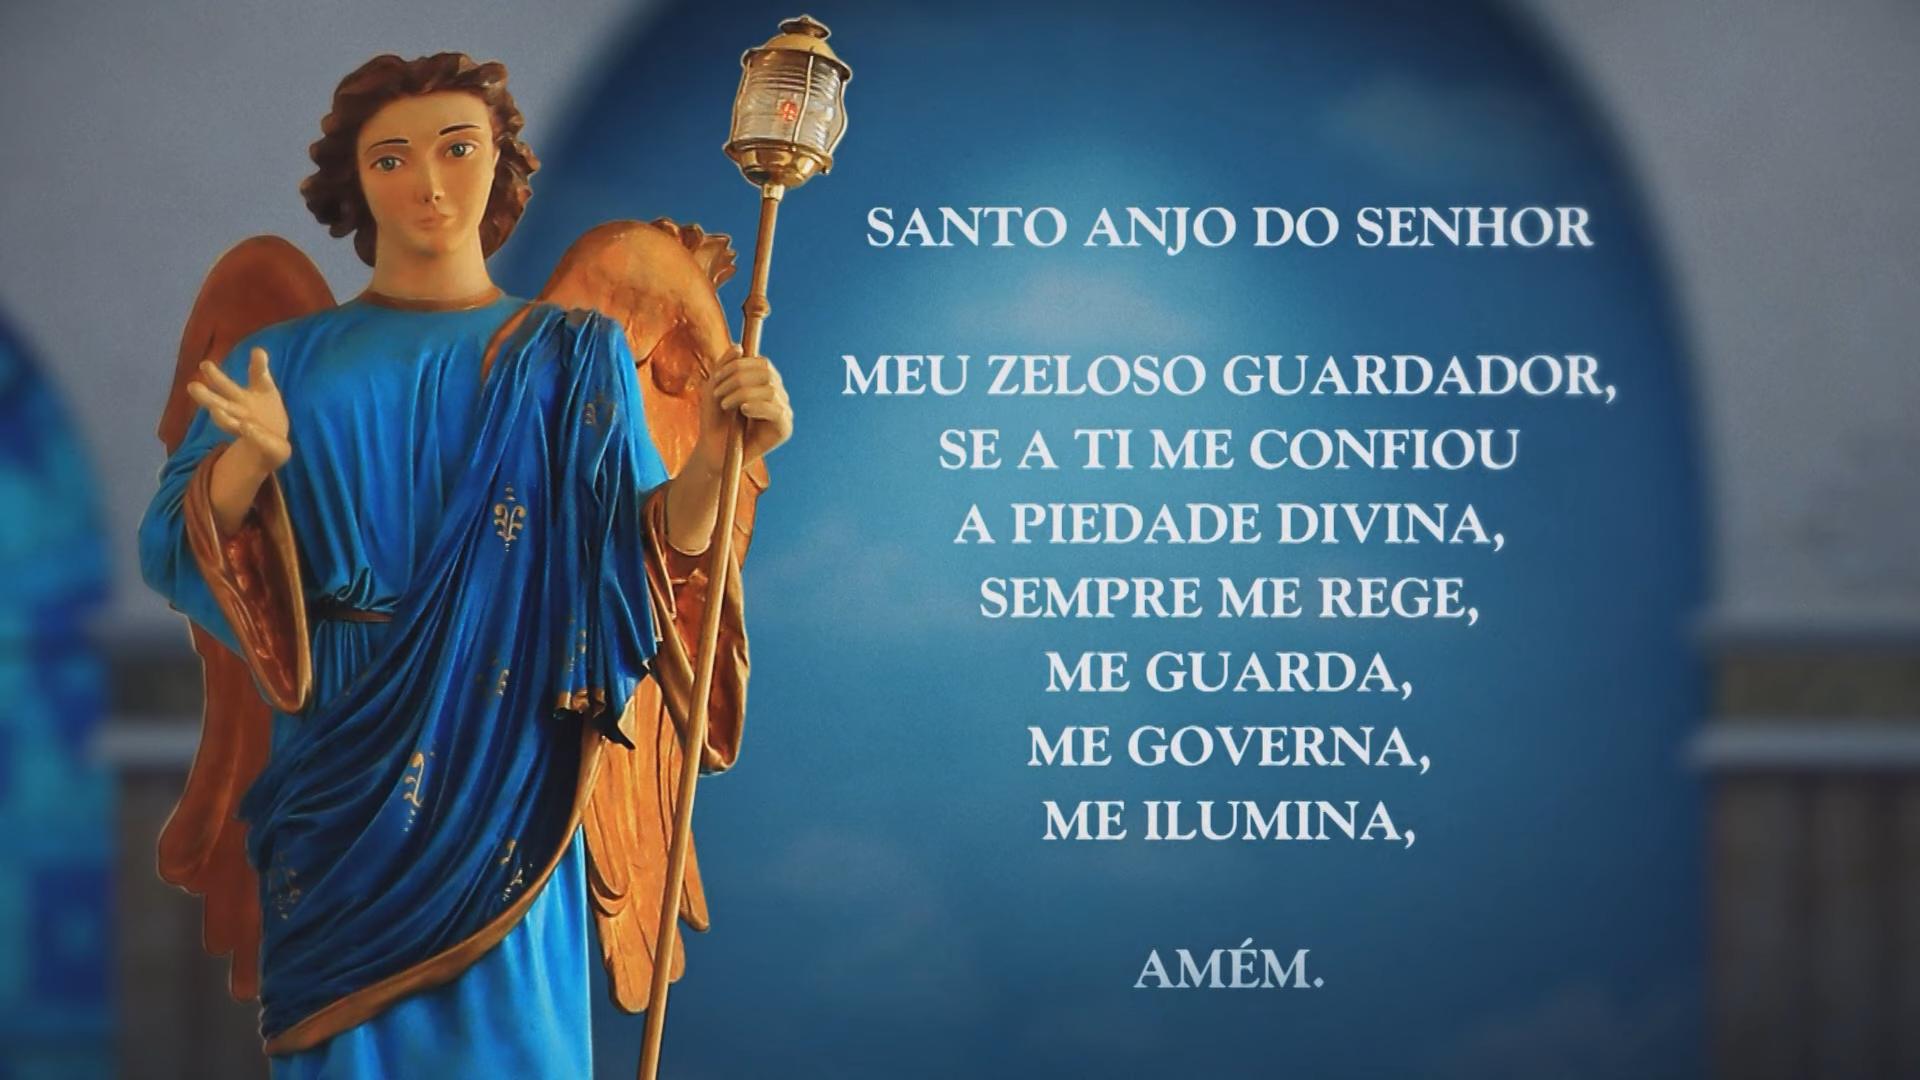 SANTO ANJO DO SENHOR
MEU ZELOSO GUARDADOR,
SE A TI ME CONFIOU
A PIEDADE DIVINA,
SEMPRE ME REGE,
ME GUARDA,
ME GOVERNA,
ME ILUMINA,
AMÉM.